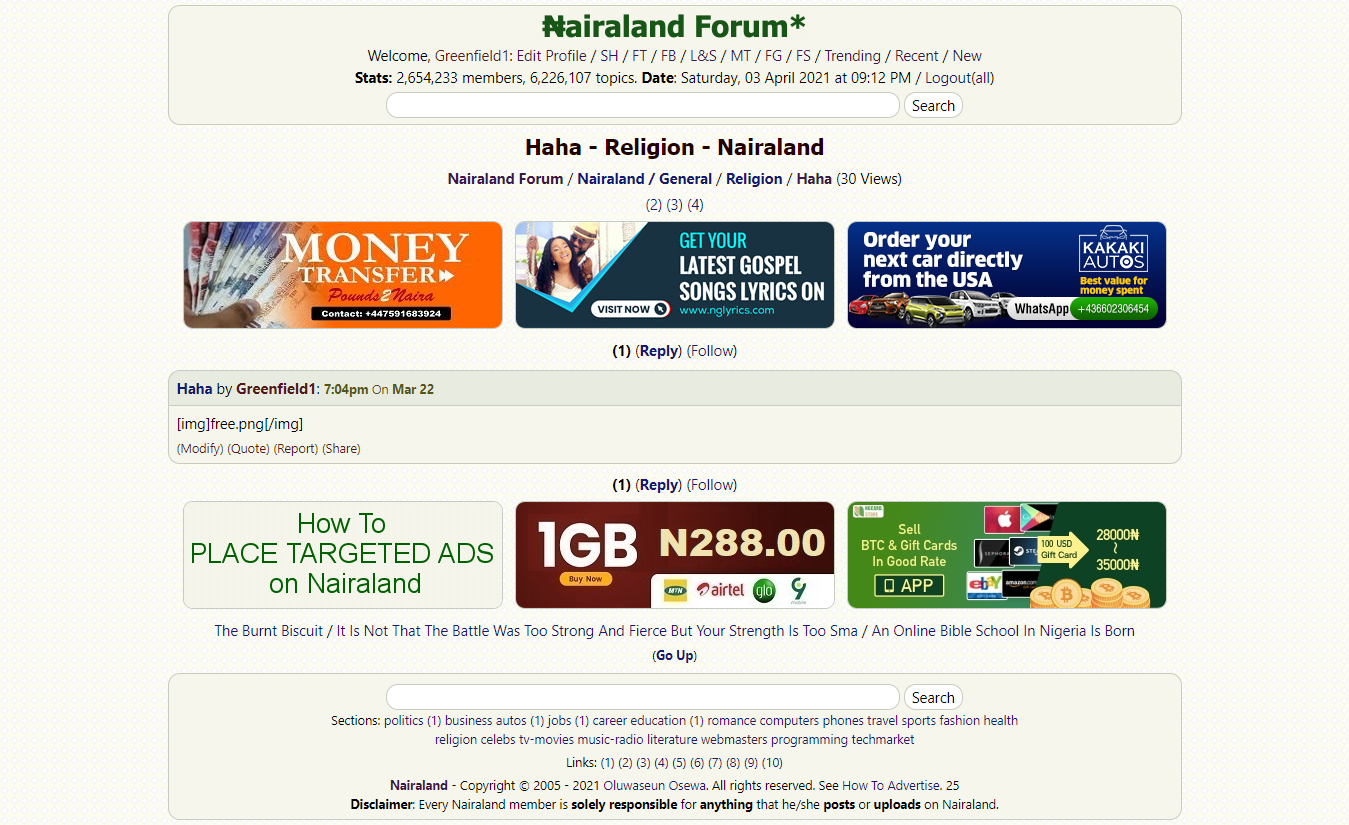 ₦airaland Forum*
Welcome, Greenfield1: Edit Profile / SH / FT / FB / L&S / MT / FG / FS / Trending / Recent / New
Stats: 2,654,233 members, 6,226,107 topics. Date: Saturday, 03 April 2021 at 09:12 PM / Logout(all)
Search
Haha - Religion - Nairaland
Nairaland Forum / Nairaland / General / Religion / Haha (30 Views)
(2) (3) (4)
MONEY
TRANSFER
Pounds2Naira
Contact: +447591683924
GET YOUR
LATEST GOSPEL
SONGS LYRICS ON
VISIT NOW
www.nglyrics.com
Order your
next car directly
from the USA
KAKAKI
AUTOS
Best value for
money spent
WhatsApp +436602306454
(1) (Reply) (Follow)
Haha by Greenfield1: 7:04pm On Mar 22
[img]free.png[/img]
(Modify) (Quote) (Report) (Share)
(1) (Reply) (Follow)
How To
PLACE TARGETED ADS
on Nairaland
1GB
N288.00
Buy Now
MTN airtel glo 9 mobile
Sell
BTC & Gift Cards
In Good Rate
APP
SEPHORA
100 USD
Gift Card
ebay
amazon.com
28000₦
~
35000₦
The Burnt Biscuit / It Is Not That The Battle Was Too Strong And Fierce But Your Strength Is Too Sma / An Online Bible School In Nigeria Is Born
(Go Up)
Search
Sections: politics (1) business autos (1) jobs (1) career education (1) romance computers phones travel sports fashion health
religion celebs tv-movies music-radio literature webmasters programming techmarket
Links: (1) (2) (3) (4) (5) (6) (7) (8) (9) (10)
Nairaland - Copyright © 2005 - 2021 Oluwaseun Osewa. All rights reserved. See How To Advertise. 25
Disclaimer: Every Nairaland member is solely responsible for anything that he/she posts or uploads on Nairaland.